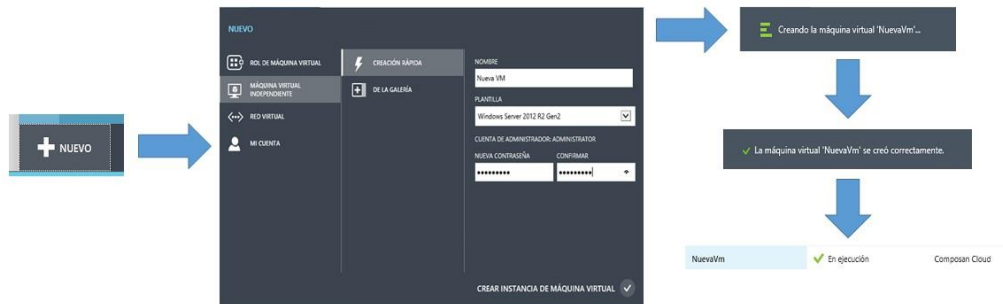 NUEVO
NUEVO
ROL DE MÁQUINA VIRTUAL
MÁQUINA VIRTUAL
INDEPENDIENTE
RED VIRTUAL
MI CUENTA
CREACIÓN RÁPIDA
DE LA GALERÍA
NOMBRE
Nueva VM
PLANTILLA
Windows Server 2012 R2 Gen2
CUENTA DE ADMINISTRADOR: ADMINISTRATOR
NUEVA CONTRASEÑA CONFIRMAR
CREAR INSTANCIA DE MÁQUINA VIRTUAL
Creando la máquina virtual 'NuevaVm'...
La máquina virtual 'NuevaVm' se creó correctamente.
NuevaVm En ejecución Composan Cloud